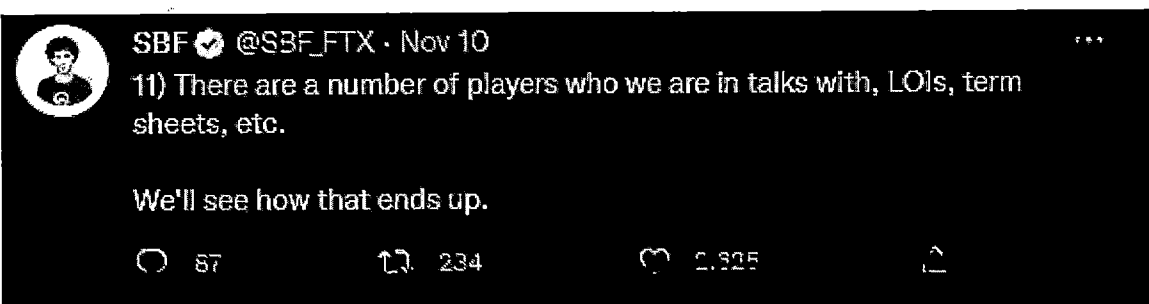 SBF @SBF_FTX · Nov 10
11) There are a number of players who we are in talks with, LOIs, term
sheets, etc.
We'll see how that ends up.
87 234